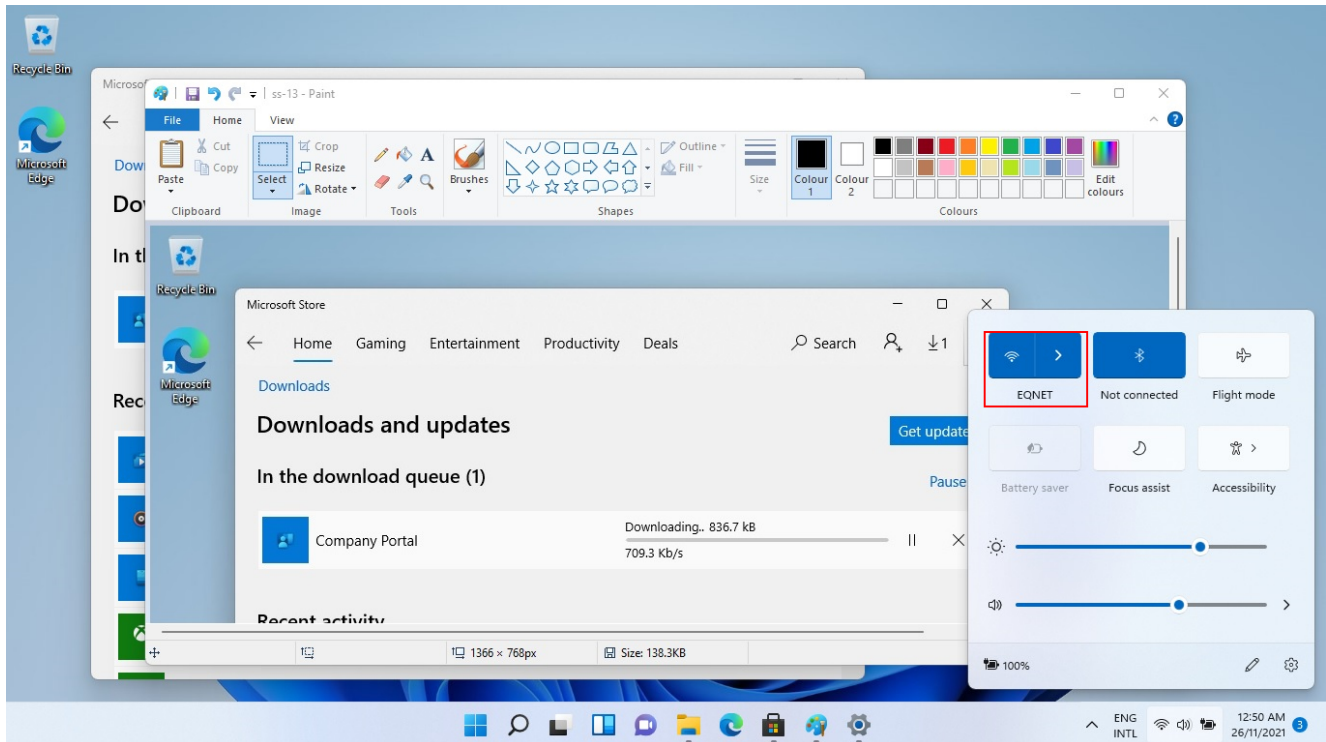 Recycle Bin
Microsoft Edge
Microsof
Dow
Do
In t
Rec
ss-13 - Paint
File Home View
Cut
Copy
Paste
Clipboard
Select
Crop
Resize
Rotate
Image
A
Tools
Brushes
Outline
Fill
Shapes
Size
Colour 1
Colour 2
Edit colours
Colours
Recycle Bin
Microsoft Edge
Microsoft Store
Home Gaming Entertainment Productivity Deals
Search
1
Downloads
Downloads and updates
Get update
In the download queue (1)
Pause
Company Portal
Downloading.. 836.7 kB
709.3 Kb/s
Recent activity
1366 × 768px
Size: 138.3KB
EQNET
Not connected
Flight mode
Battery saver
Focus assist
Accessibility
100%
ENG
INTL
12:50 AM
26/11/2021
3